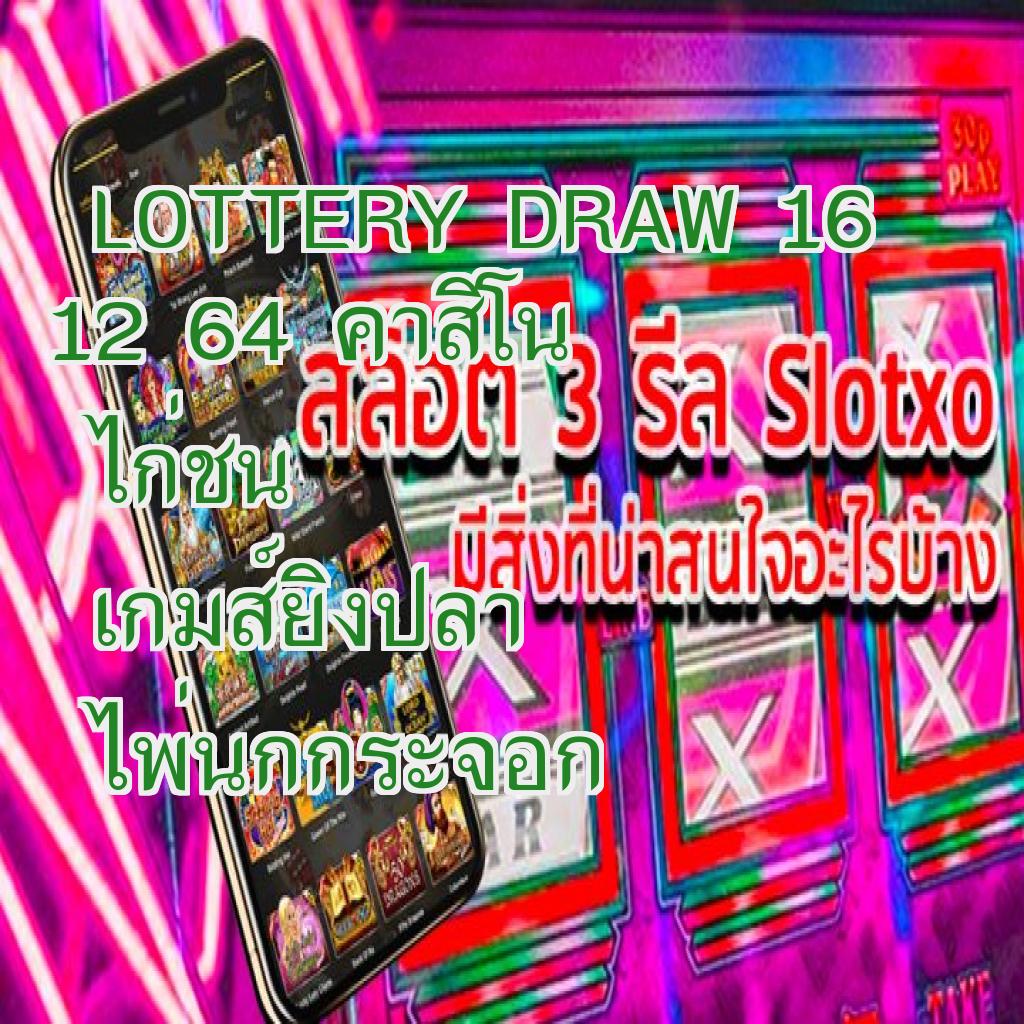 LOTTERY DRAW 16
12 64 คาสิโน
ไก่ชน
เกมส์ยิงปลา
ไพ่นกกระจอก
สล็อต 3 รีล Slotxo
มีสิ่งที่น่าสนใจอะไรบ้าง
30p
PLAY
TAKE